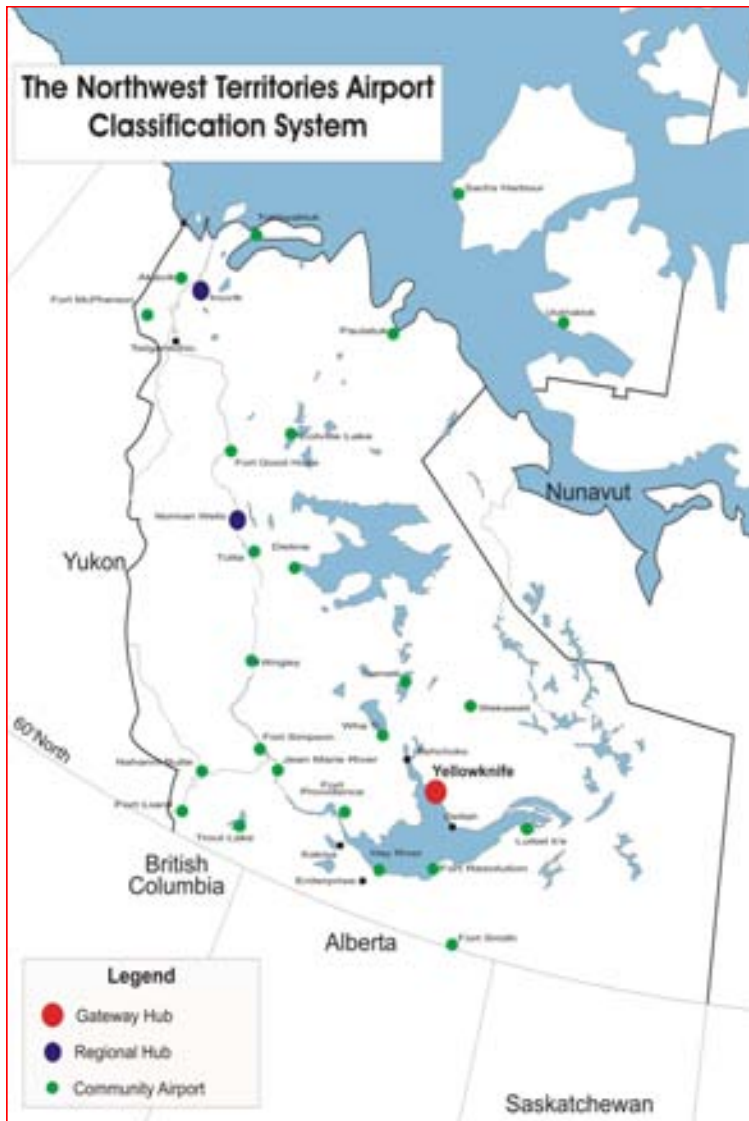 The Northwest Territories Airport
Classification System
Sachs Harbour
Tuktoyaktuk
Aklavik
Inuvik
Fort McPherson
Ulukhaktok
Paulatuk
Tsiigehtchic
Colville Lake
Fort Good Hope
Nunavut
Norman Wells
Yukon
Tulita
Deline
Wrigley
Gameti
Wekweeti
60°North
Wha Ti
Fort Simpson
Nahanni Butte
Jean Marie River
Yellowknife
Fort
Providence
Fort Liard
Trout Lake
Dettah
Lutsel K'e
Kakisa
Hay River
Fort Resolution
Enterprise
British
Columbia
Alberta
Fort Smith
Legend
Gateway Hub
Regional Hub
Community Airport
Saskatchewan